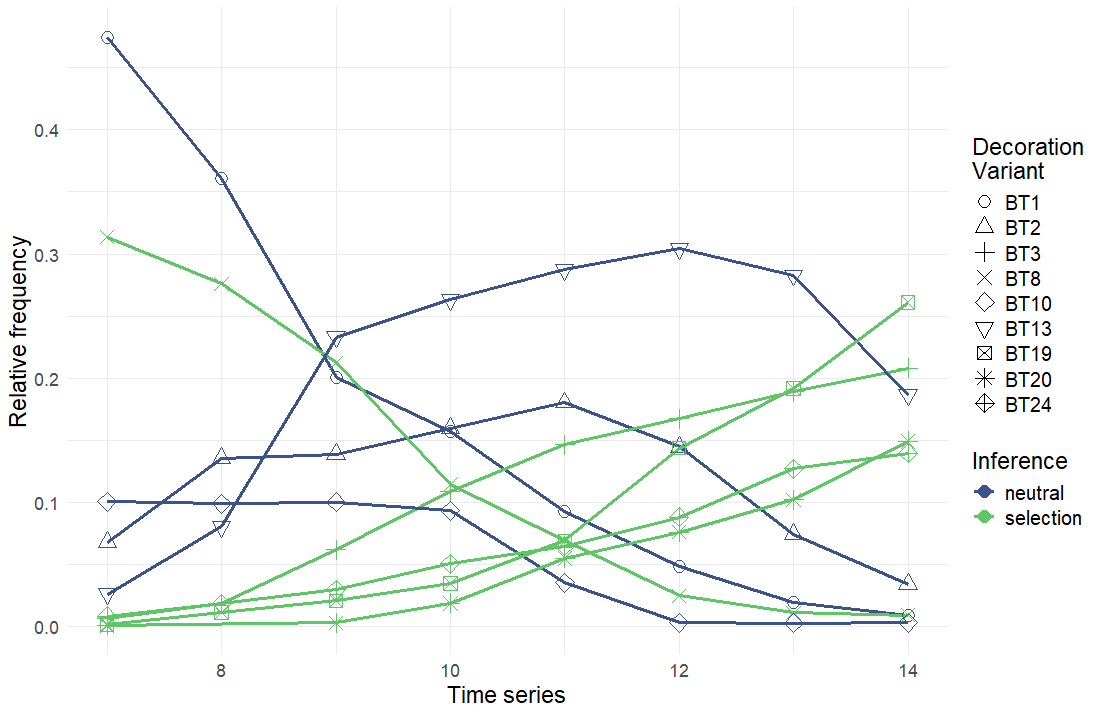 Relative frequency
0.4
0.3
0.2
0.1
0.0
8
10
12
14
Time series
Decoration
Variant
BT1
BT2
BT3
BT8
BT10
BT13
BT19
BT20
BT24
Inference
neutral
selection